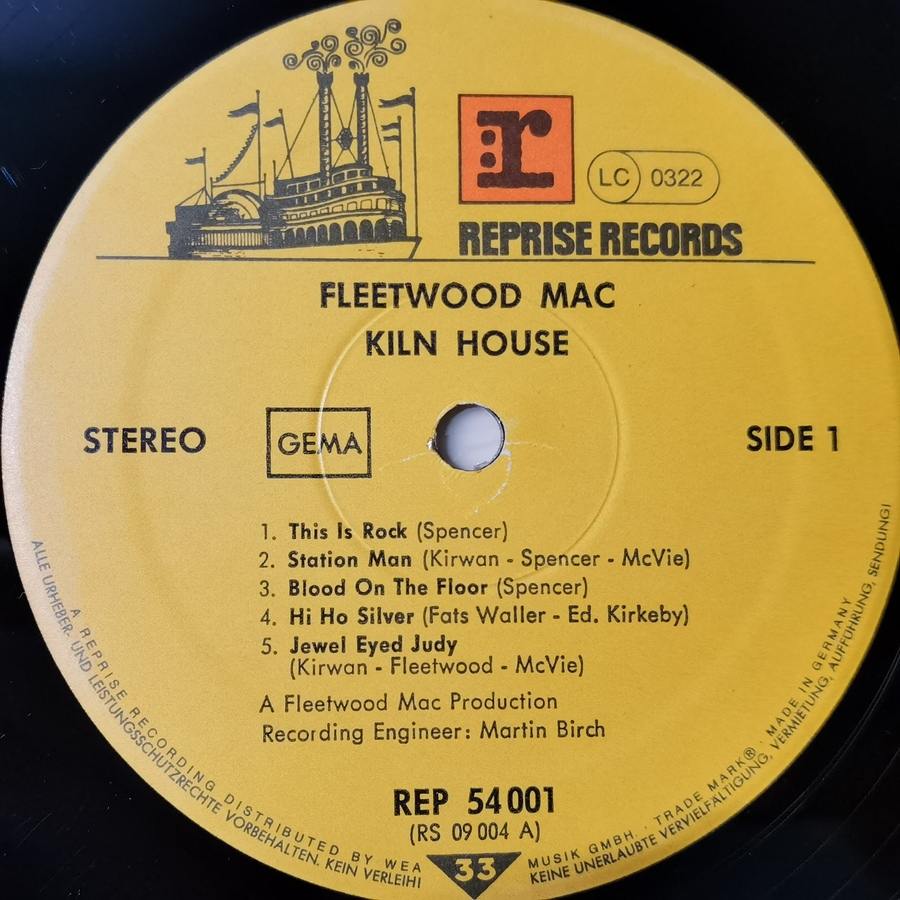 r
LC 0322
REPRISE RECORDS
FLEETWOOD MAC
KILN HOUSE
STEREO
GEMA
SIDE 1
1. This Is Rock (Spencer)
2. Station Man (Kirwan - Spencer - McVie)
3. Blood On The Floor (Spencer)
4. Hi Ho Silver (Fats Waller - Ed. Kirkeby)
5. Jewel Eyed Judy
(Kirwan - Fleetwood - McVie)
A Fleetwood Mac Production
Recording Engineer: Martin Birch
REP 54 001
(RS 09 004 A)
33
A REPRISE RECORDING DISTRIBUTED BY WEA MUSIK GMBH. . TRADE MARK® · MADE IN GERMANY
ALLE URHEBER- UND LEISTUNGSSCHUTZRECHTE VORBEHALTEN. KEIN VERLEIH! KEINE UNERLAUBTE VERVIELFÄLTIGUNG, VERMIETUNG, AUFFÜHRUNG, SENDUNG!